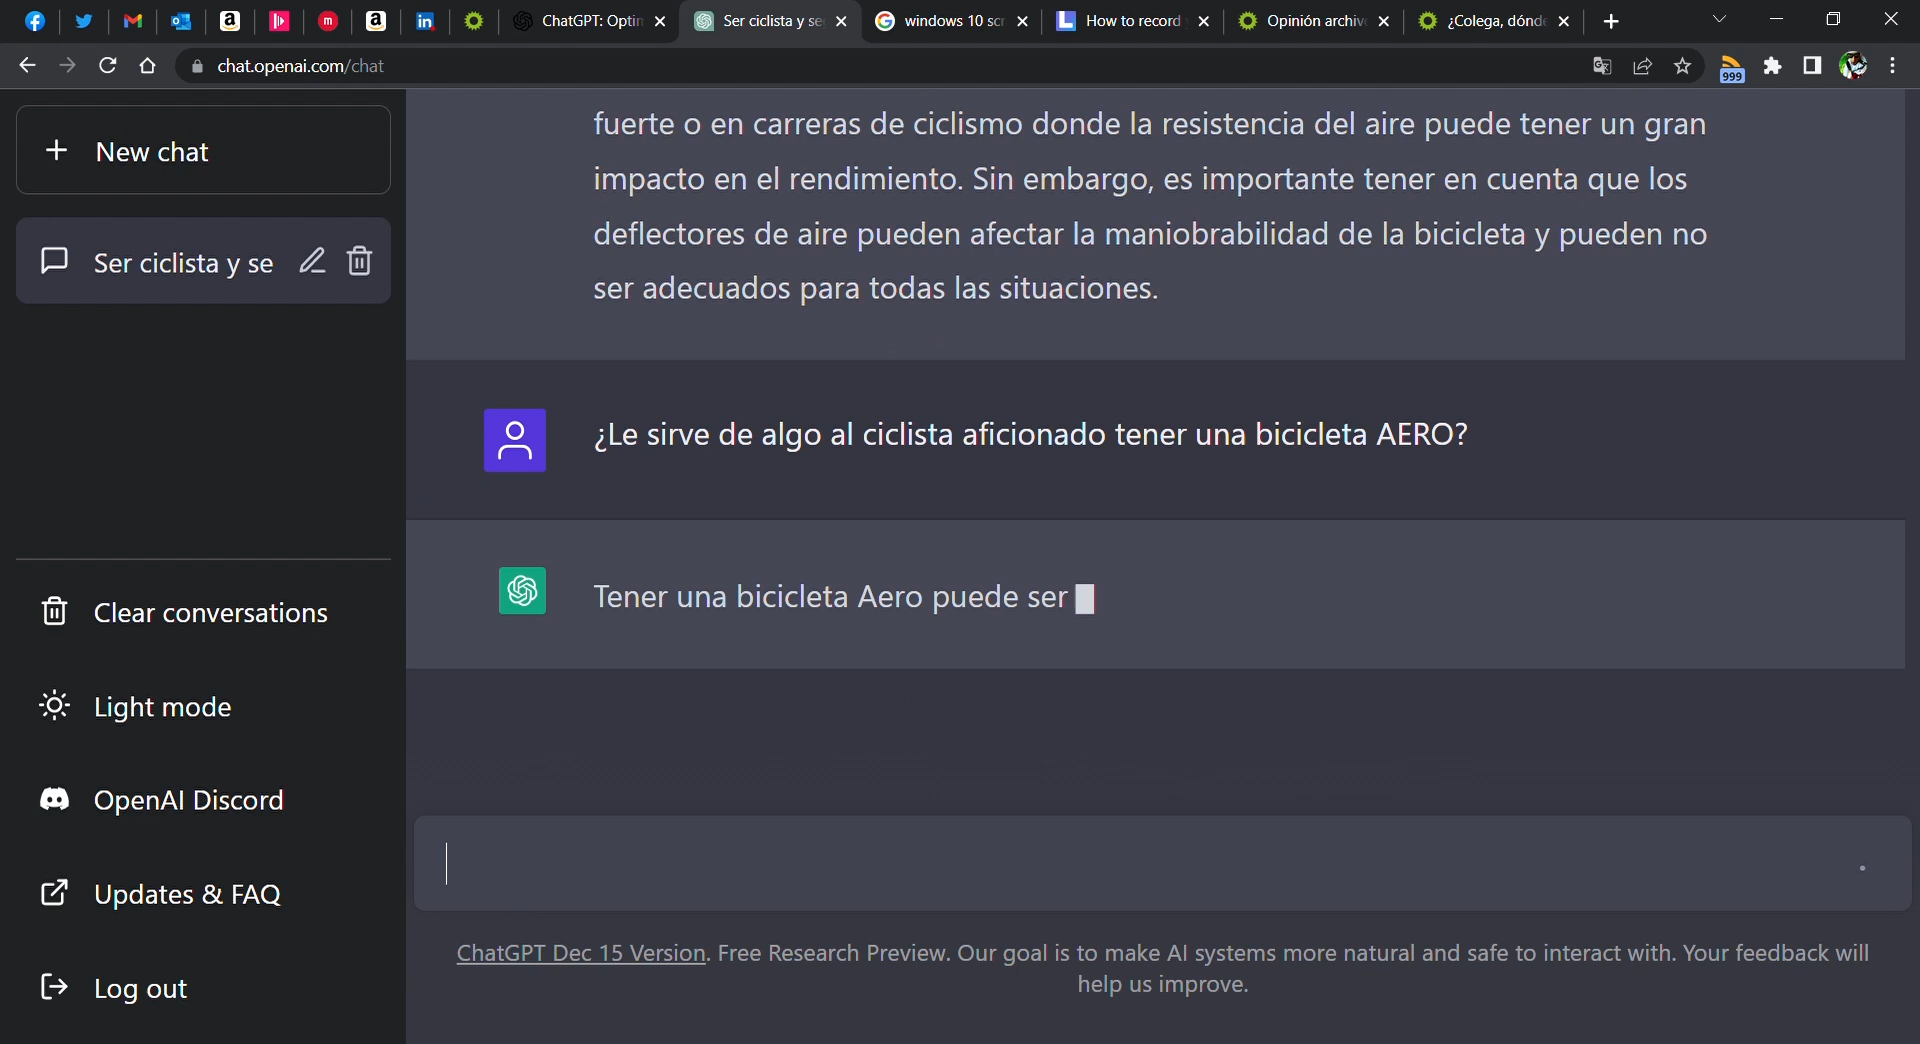 ChatGPT: Optin
Ser ciclista y se
windows 10 scr
How to record
Opinión archiv
¿Colega, dónde
chat.openai.com/chat
999
New chat
Ser ciclista y se
Clear conversations
Light mode
OpenAI Discord
Updates & FAQ
Log out
fuerte o en carreras de ciclismo donde la resistencia del aire puede tener un gran
impacto en el rendimiento. Sin embargo, es importante tener en cuenta que los
deflectores de aire pueden afectar la maniobrabilidad de la bicicleta y pueden no
ser adecuados para todas las situaciones.
¿Le sirve de algo al ciclista aficionado tener una bicicleta AERO?
Tener una bicicleta Aero puede ser
ChatGPT Dec 15 Version. Free Research Preview. Our goal is to make AI systems more natural and safe to interact with. Your feedback will
help us improve.